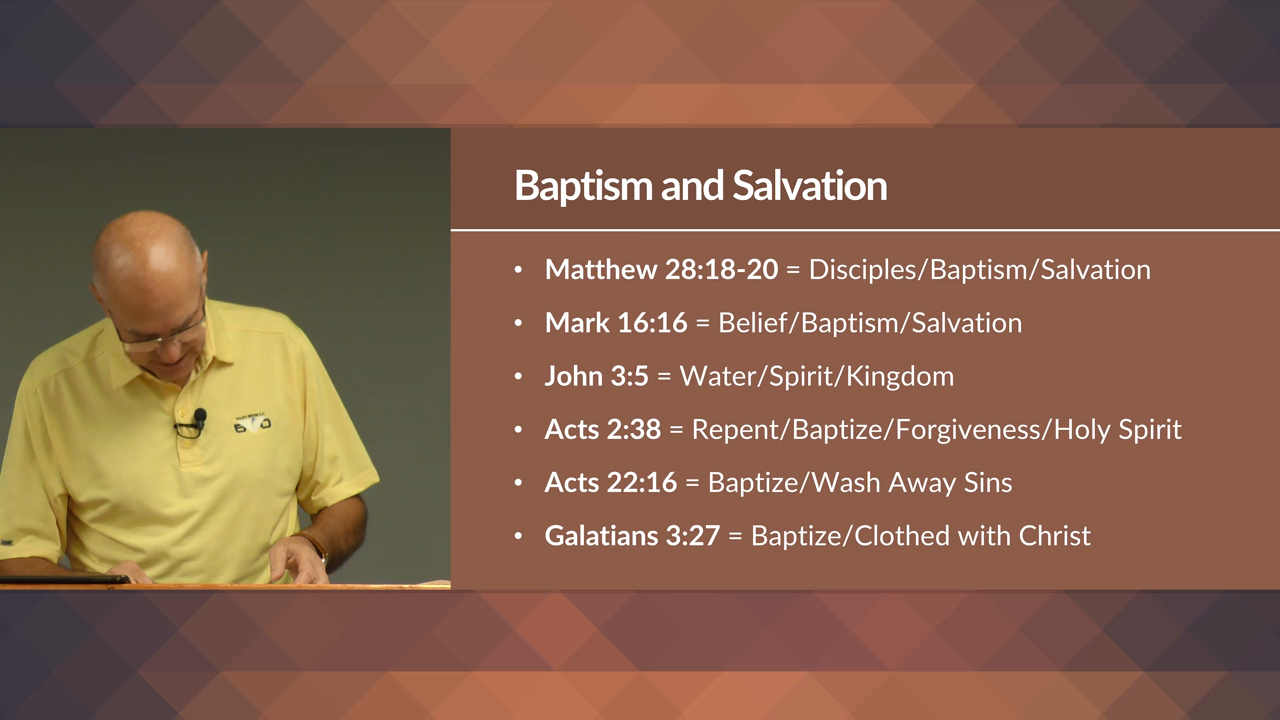 Baptism and Salvation
• Matthew 28:18-20 = Disciples/Baptism/Salvation
• Mark 16:16 = Belief/Baptism/Salvation
• John 3:5 = Water/Spirit/Kingdom
• Acts 2:38 = Repent/Baptize/Forgiveness/Holy Spirit
• Acts 22:16 = Baptize/Wash Away Sins
• Galatians 3:27 = Baptize/Clothed with Christ